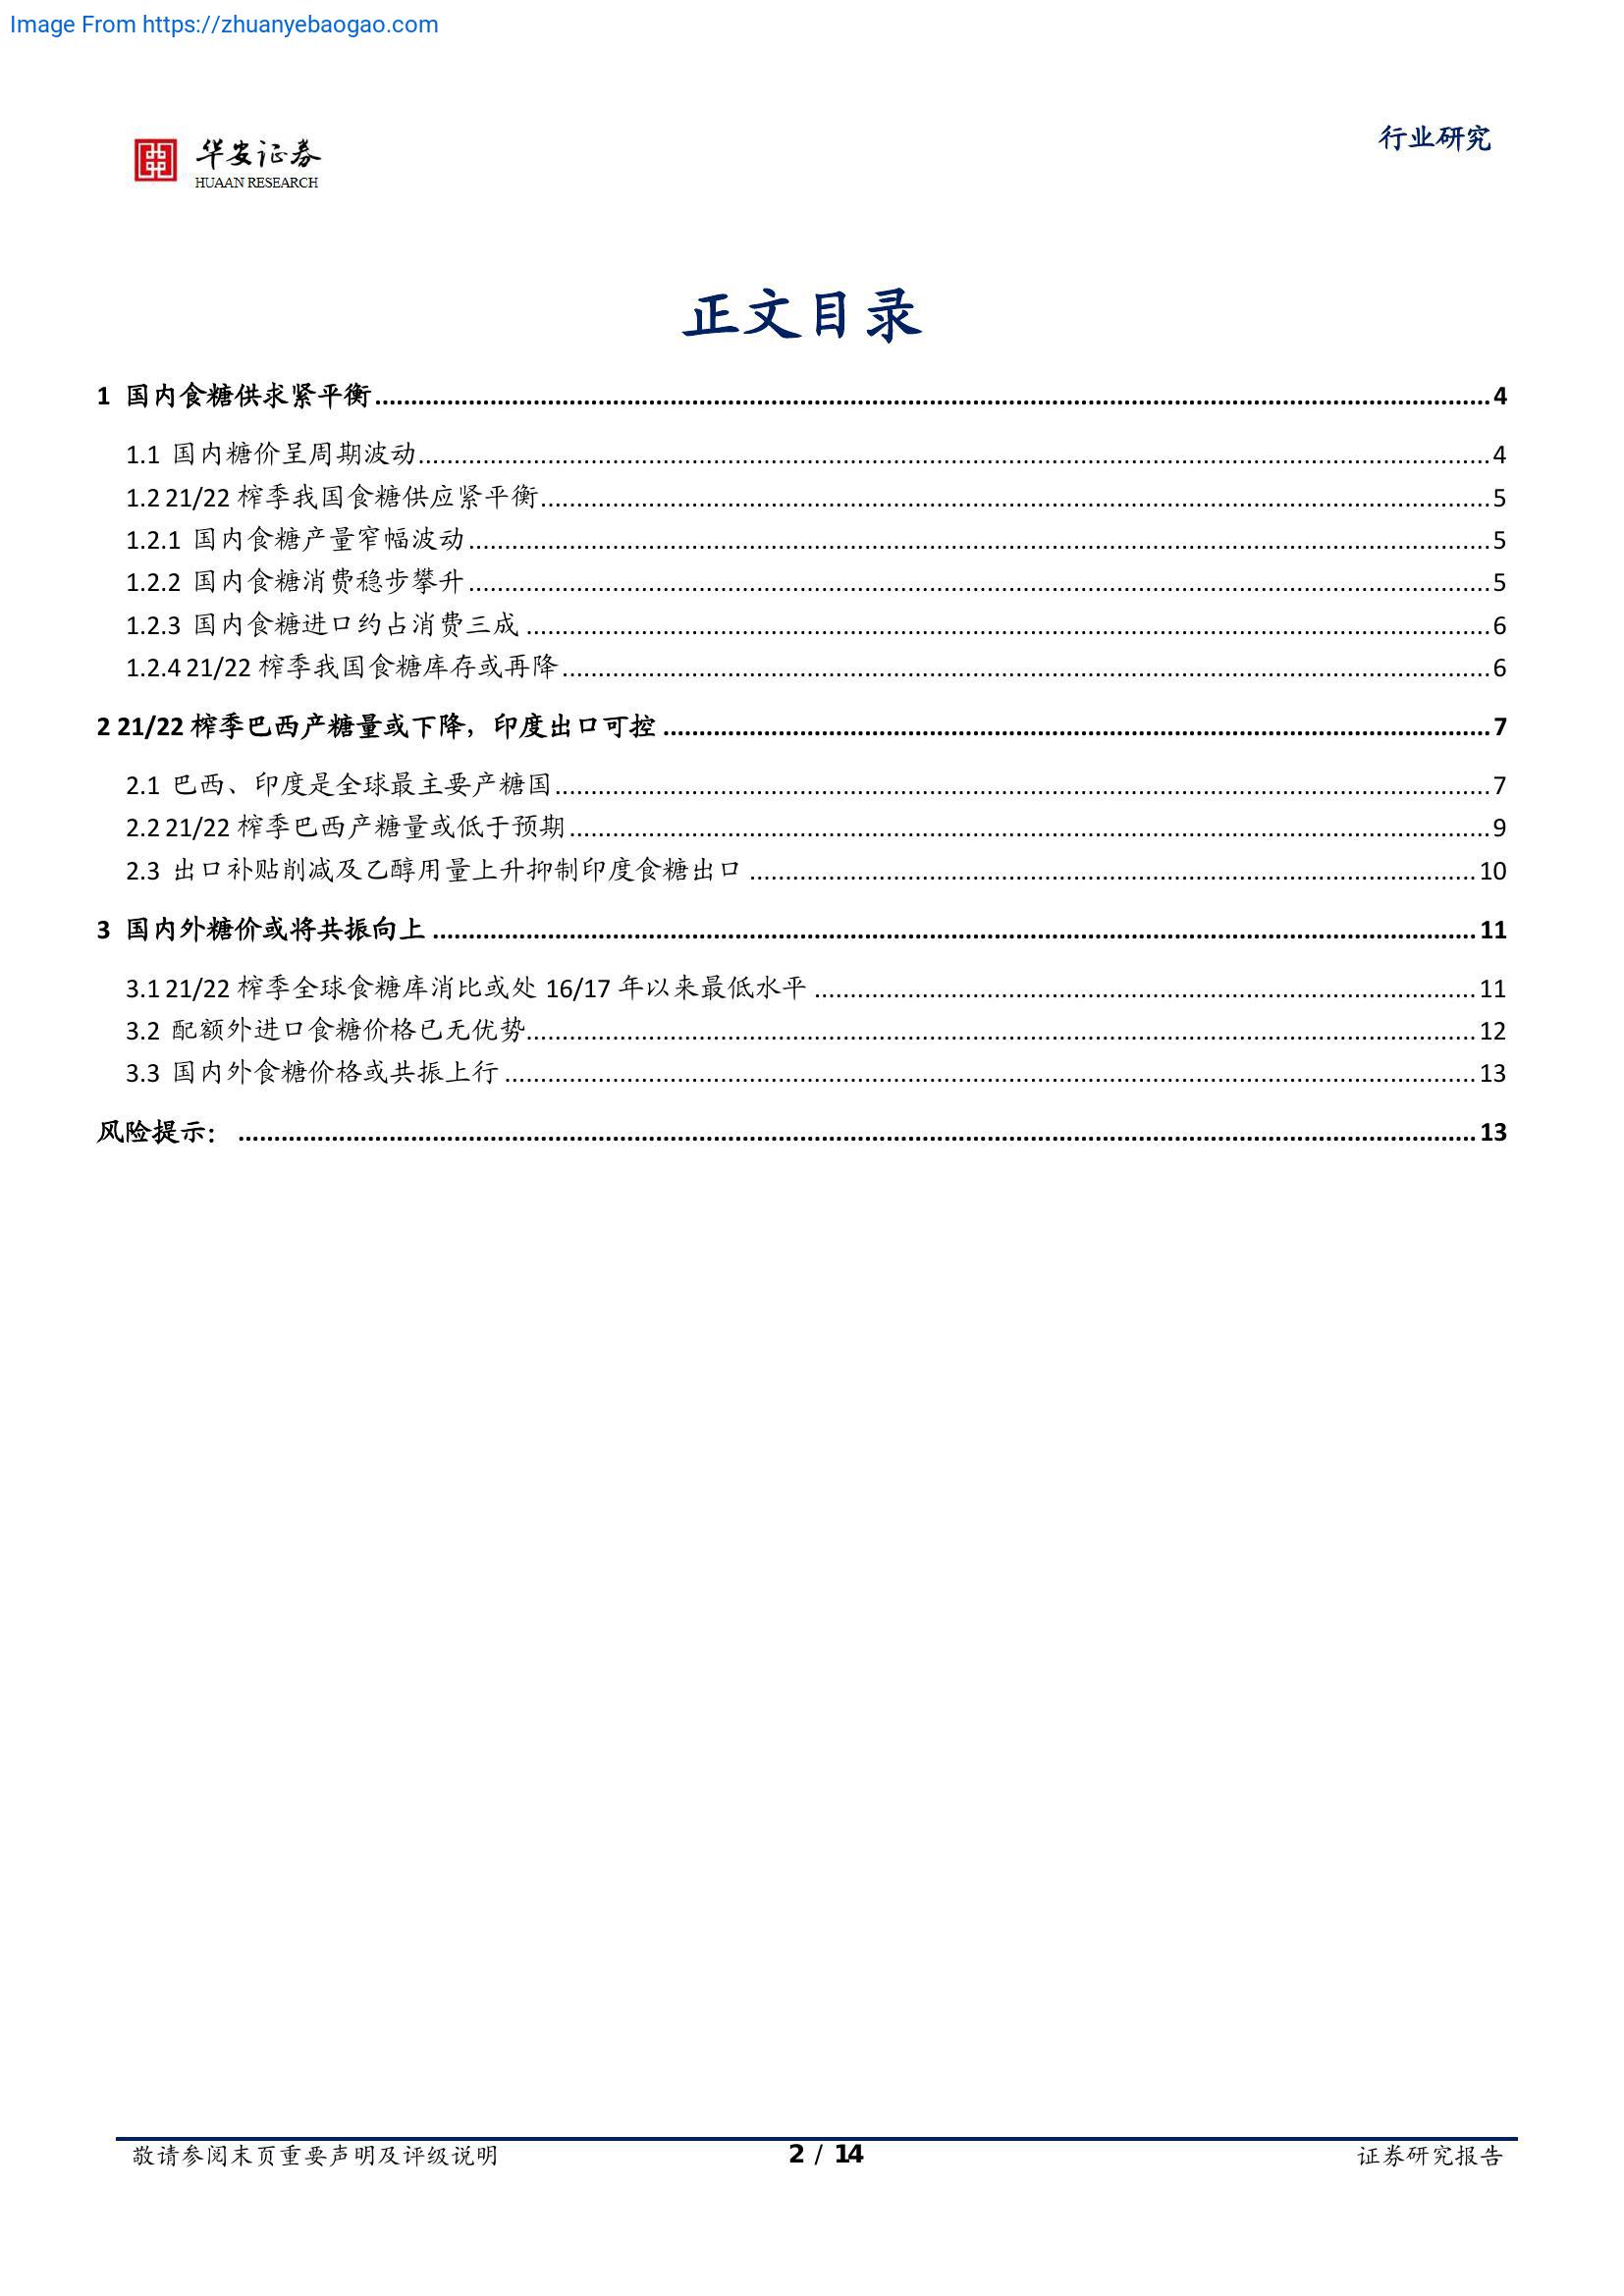 Image From https://zhuanyebaogao.com
华安证券
HUAAN RESEARCH
行业研究
正文目录
1 国内食糖供求紧平衡 4
1.1 国内糖价呈周期波动 4
1.2 21/22 榨季我国食糖供应紧平衡 5
1.2.1 国内食糖产量窄幅波动 5
1.2.2 国内食糖消费稳步攀升 5
1.2.3 国内食糖进口约占消费三成 6
1.2.4 21/22 榨季我国食糖库存或再降 6
2 21/22 榨季巴西产糖量或下降，印度出口可控 7
2.1 巴西、印度是全球最主要产糖国 7
2.2 21/22 榨季巴西产糖量或低于预期 9
2.3 出口补贴削减及乙醇用量上升抑制印度食糖出口 10
3 国内外糖价或将共振向上 11
3.1 21/22 榨季全球食糖库消比或处 16/17 年以来最低水平 11
3.2 配额外进口食糖价格已无优势 12
3.3 国内外食糖价格或共振上行 13
风险提示： 13
敬请参阅末页重要声明及评级说明
2 / 14
证券研究报告